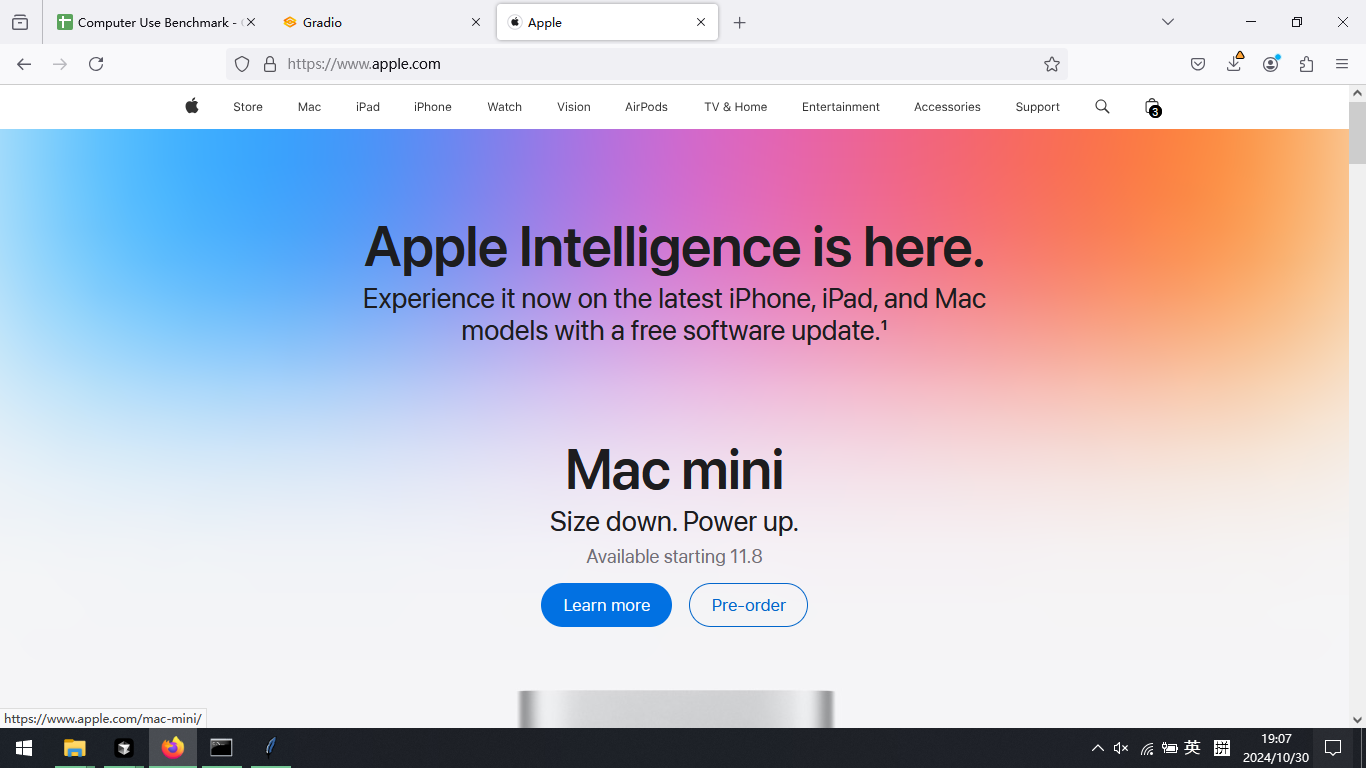 Computer Use Benchmark -
Gradio
Apple
https://www.apple.com
Store
Mac
iPad
iPhone
Watch
Vision
AirPods
TV & Home
Entertainment
Accessories
Support
3
Apple Intelligence is here.
Experience it now on the latest iPhone, iPad, and Mac
models with a free software update.¹
Mac mini
Size down. Power up.
Available starting 11.8
Learn more
Pre-order
https://www.apple.com/mac-mini/
英
拼
19:07
2024/10/30